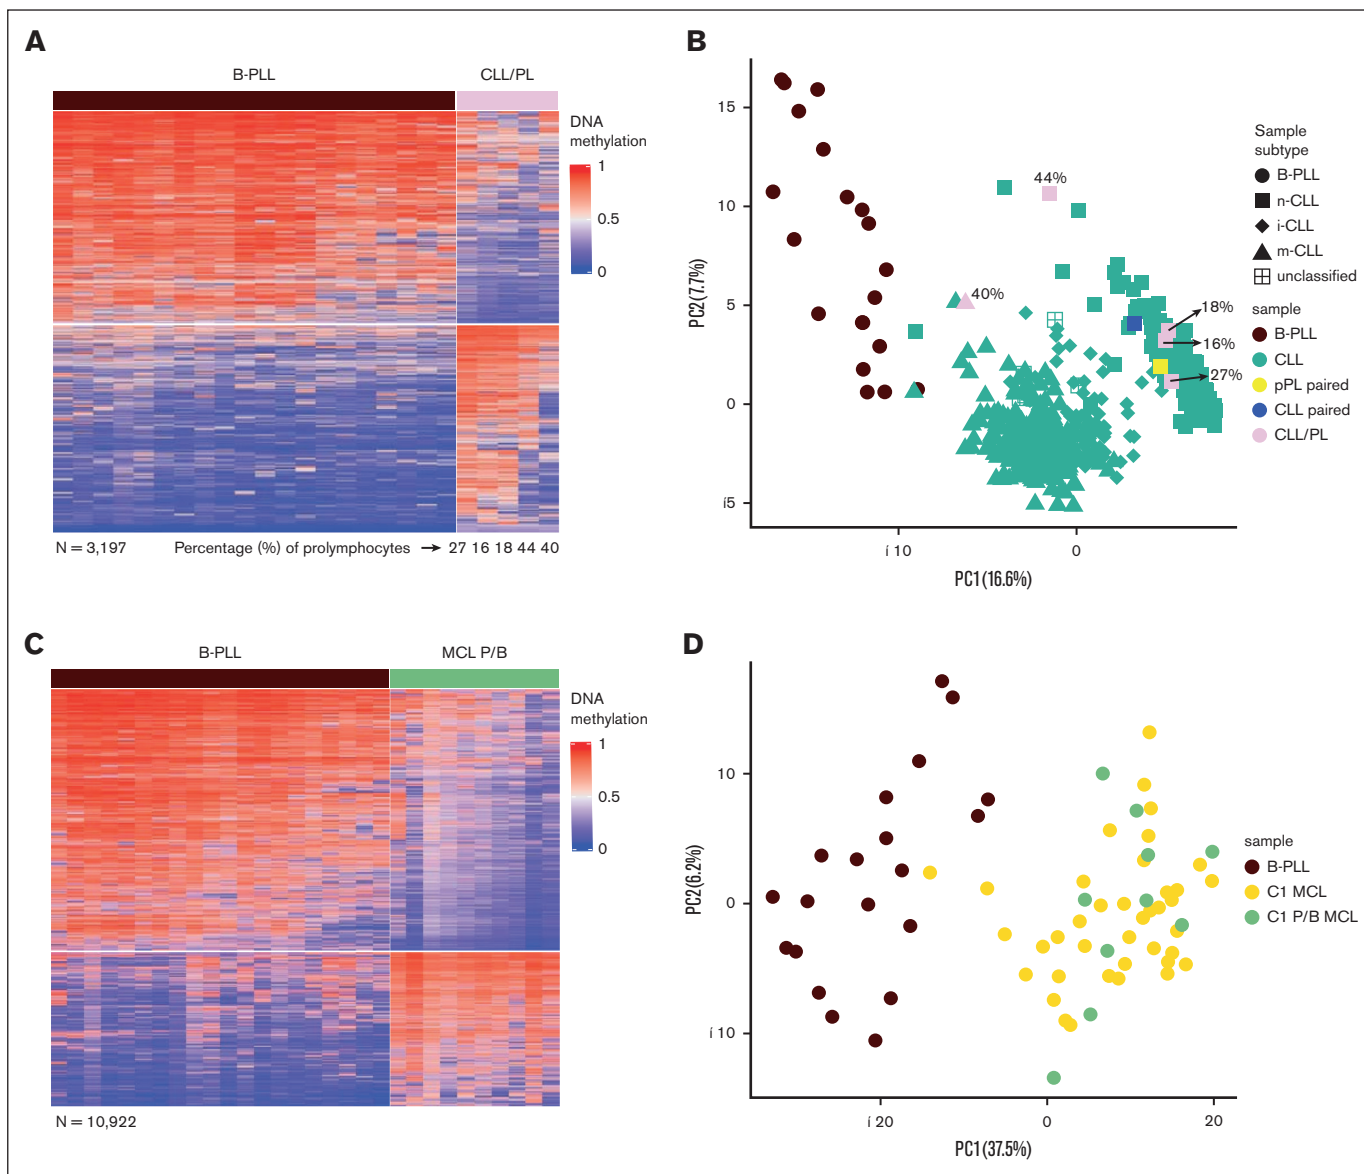 A
B-PLL
CLL/PL
DNA
methylation
1
0.5
0
N = 3,197
Percentage (%) of prolymphocytes → 27 16 18 44 40
B
PC2 (7.7%)
15
10
5
0
í5
í 10
0
PC1 (16.6%)
44%
40%
18%
16%
27%
Sample
subtype
B-PLL
n-CLL
i-CLL
m-CLL
unclassified
sample
B-PLL
CLL
pPL paired
CLL paired
CLL/PL
C
B-PLL
MCL P/B
DNA
methylation
1
0.5
0
N = 10,922
D
PC2 (6.2%)
10
0
í 10
í 20
0
20
PC1 (37.5%)
sample
B-PLL
C1 MCL
C1 P/B MCL